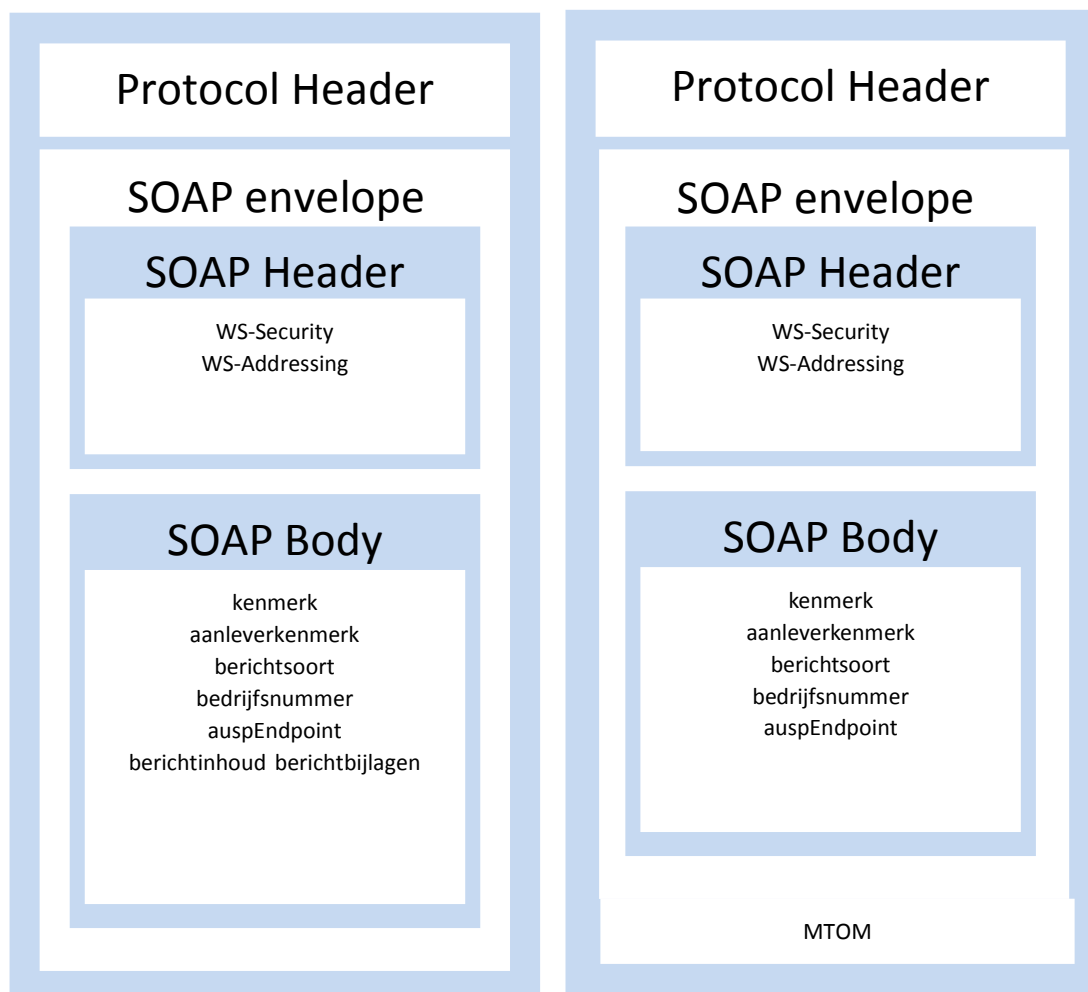 Protocol Header
SOAP envelope
SOAP Header
WS-Security
WS-Addressing
SOAP Body
kenmerk
aanleverkenmerk
berichtsoort
bedrijfsnummer
auspEndpoint
berichtinhoud berichtbijlagen
Protocol Header
SOAP envelope
SOAP Header
WS-Security
WS-Addressing
SOAP Body
kenmerk
aanleverkenmerk
berichtsoort
bedrijfsnummer
auspEndpoint
MTOM